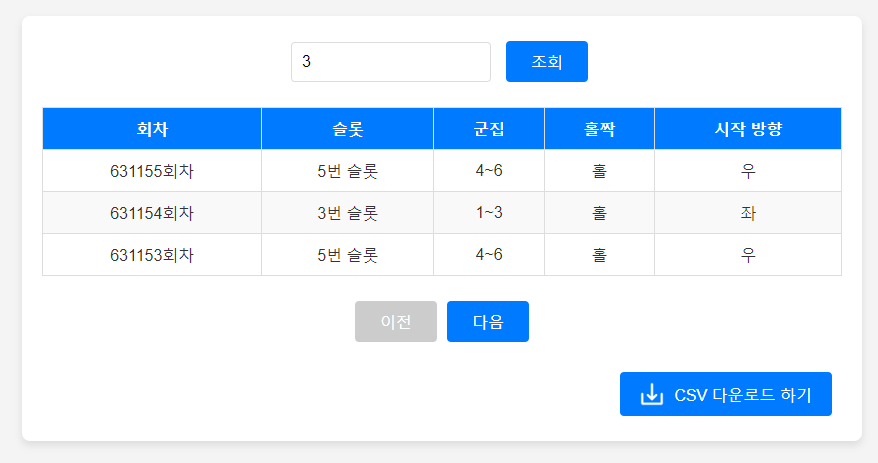 3 조회
회차 슬롯 군집 홀짝 시작 방향
631155회차 5번 슬롯 4~6 홀 우
631154회차 3번 슬롯 1~3 홀 좌
631153회차 5번 슬롯 4~6 홀 우
이전 다음
CSV 다운로드 하기